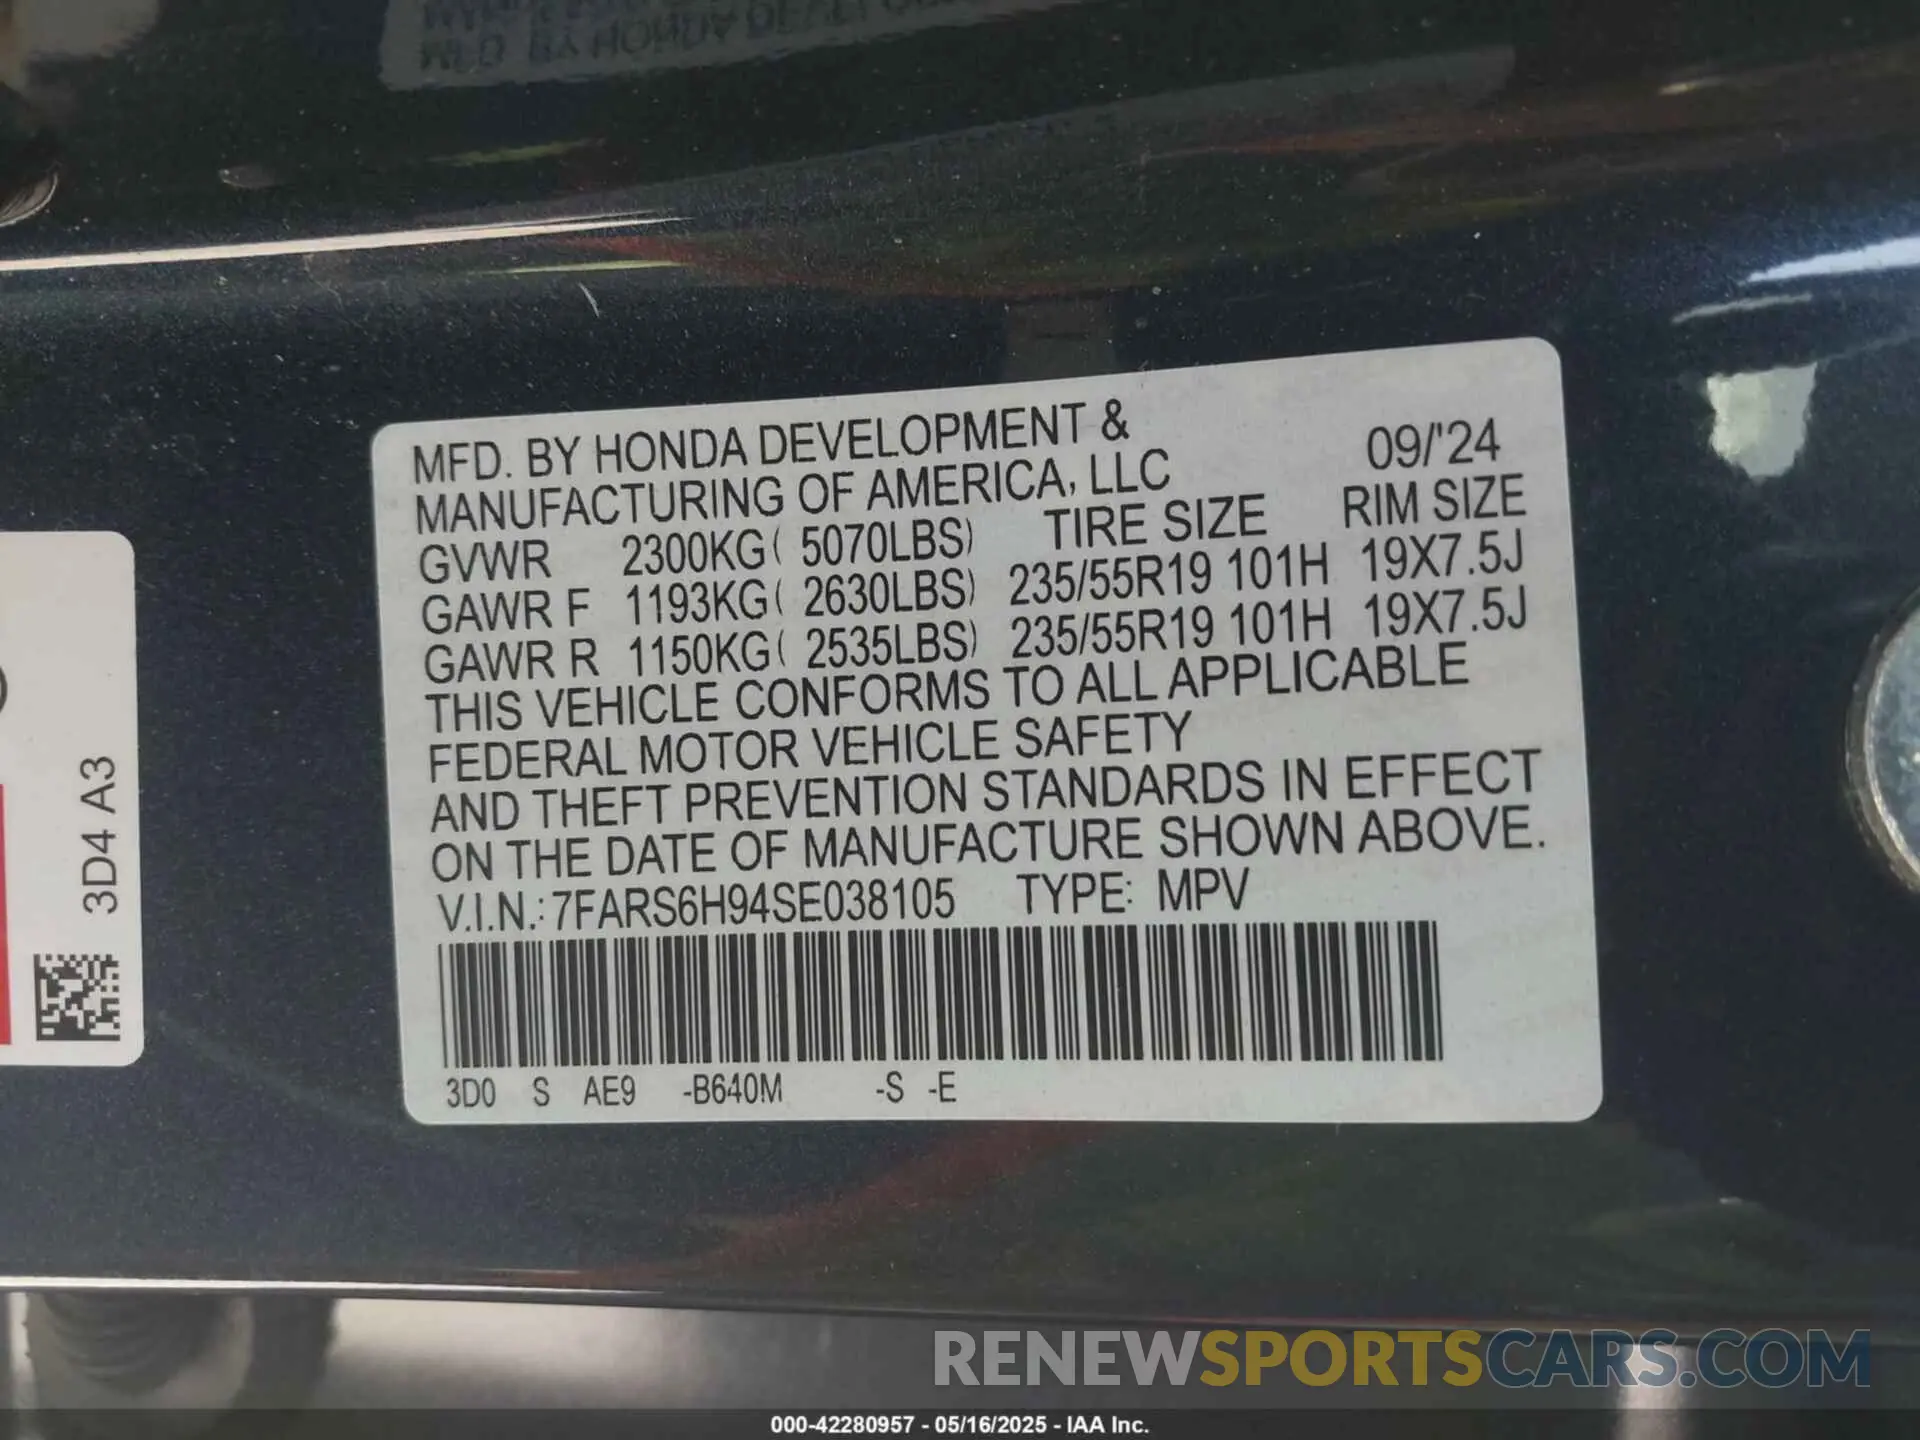 MFD. BY HONDA DEVELOPMENT &
MANUFACTURING OF AMERICA, LLC 09/'24
TIRE SIZE RIM SIZE
GVWR 2300KG( 5070LBS)
GAWR F 1193KG( 2630LBS) 235/55R19 101H 19X7.5J
GAWR R 1150KG( 2535LBS) 235/55R19 101H 19X7.5J
THIS VEHICLE CONFORMS TO ALL APPLICABLE
FEDERAL MOTOR VEHICLE SAFETY
AND THEFT PREVENTION STANDARDS IN EFFECT
ON THE DATE OF MANUFACTURE SHOWN ABOVE.
V.I.N.: 7FARS6H94SE038105 TYPE: MPV
3D0 S AE9 -B640M -S -E
3D4 A3
RENEWSPORTSCARS.COM
000-42280957 - 05/16/2025 - IAA Inc.